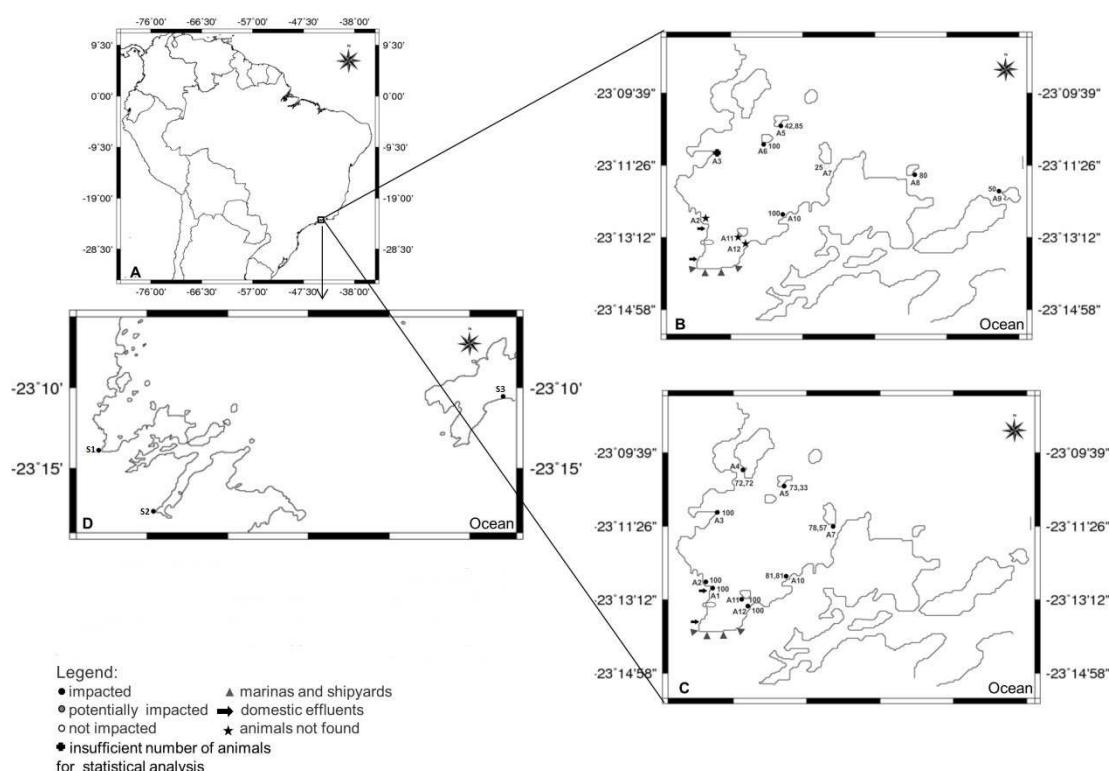 -76°00' -66°30' -57°00' -47°30' -38°00'
9°30' 9°30'
0°00' 0°00'
-9°30' -9°30'
-19°00' -19°00'
-28°30' -28°30'
A
-76°00' -66°30' -57°00' -47°30' -38°00'
N
-23°09'39 -23°09'39
-23°11'26 -23°11'26
-23°13'12 -23°13'12
-23°14'58" -23°14'58"
42,85
A5
A6 100
A3
25
A7
80
A8
50
A9
100
A10
A2
A11
A12
B
Ocean
N
-23°10' -23°10'
-23°15' -23°15'
S1
S2
S3
D
Ocean
N
-23°09'39 -23°09'39
-23°11'26 -23°11'26
-23°13'12 -23°13'12
-23°14'58" -23°14'58"
A4
72,72
73,33
A5
100
A3
78,57
A7
81,81
A10
A2 100
100
A1
A11 100
A12 100
C
Ocean
N
Legend:
impacted
potentially impacted
not impacted
insufficient number of animals
for statistical analysis
marinas and shipyards
domestic effluents
animals not found